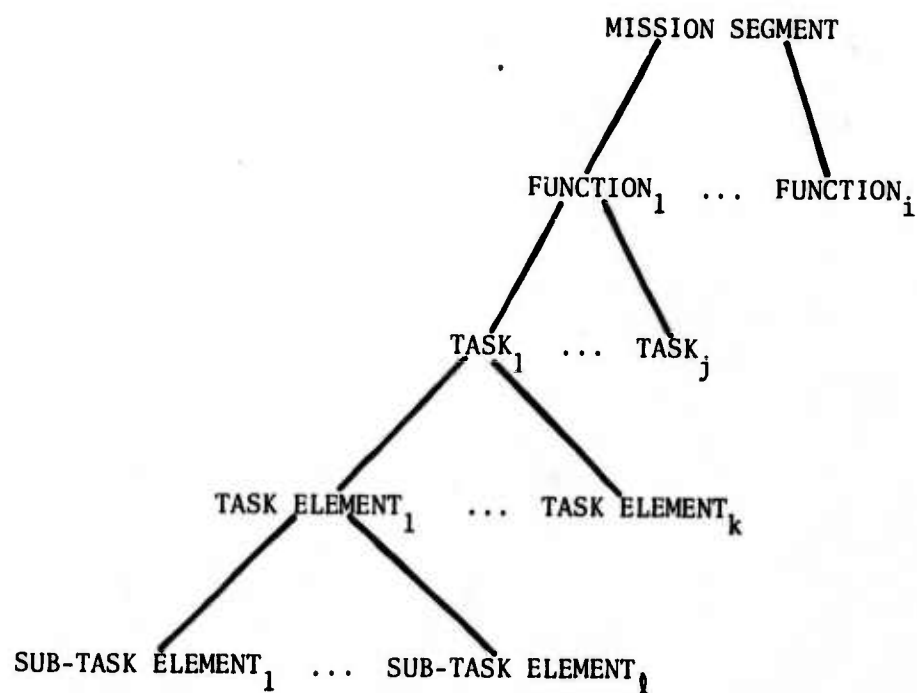 MISSION SEGMENT
FUNCTION₁ ... FUNCTIONᵢ
TASK₁ ... TASKⱼ
TASK ELEMENT₁ ... TASK ELEMENTₖ
SUB-TASK ELEMENT₁ ... SUB-TASK ELEMENTₗ